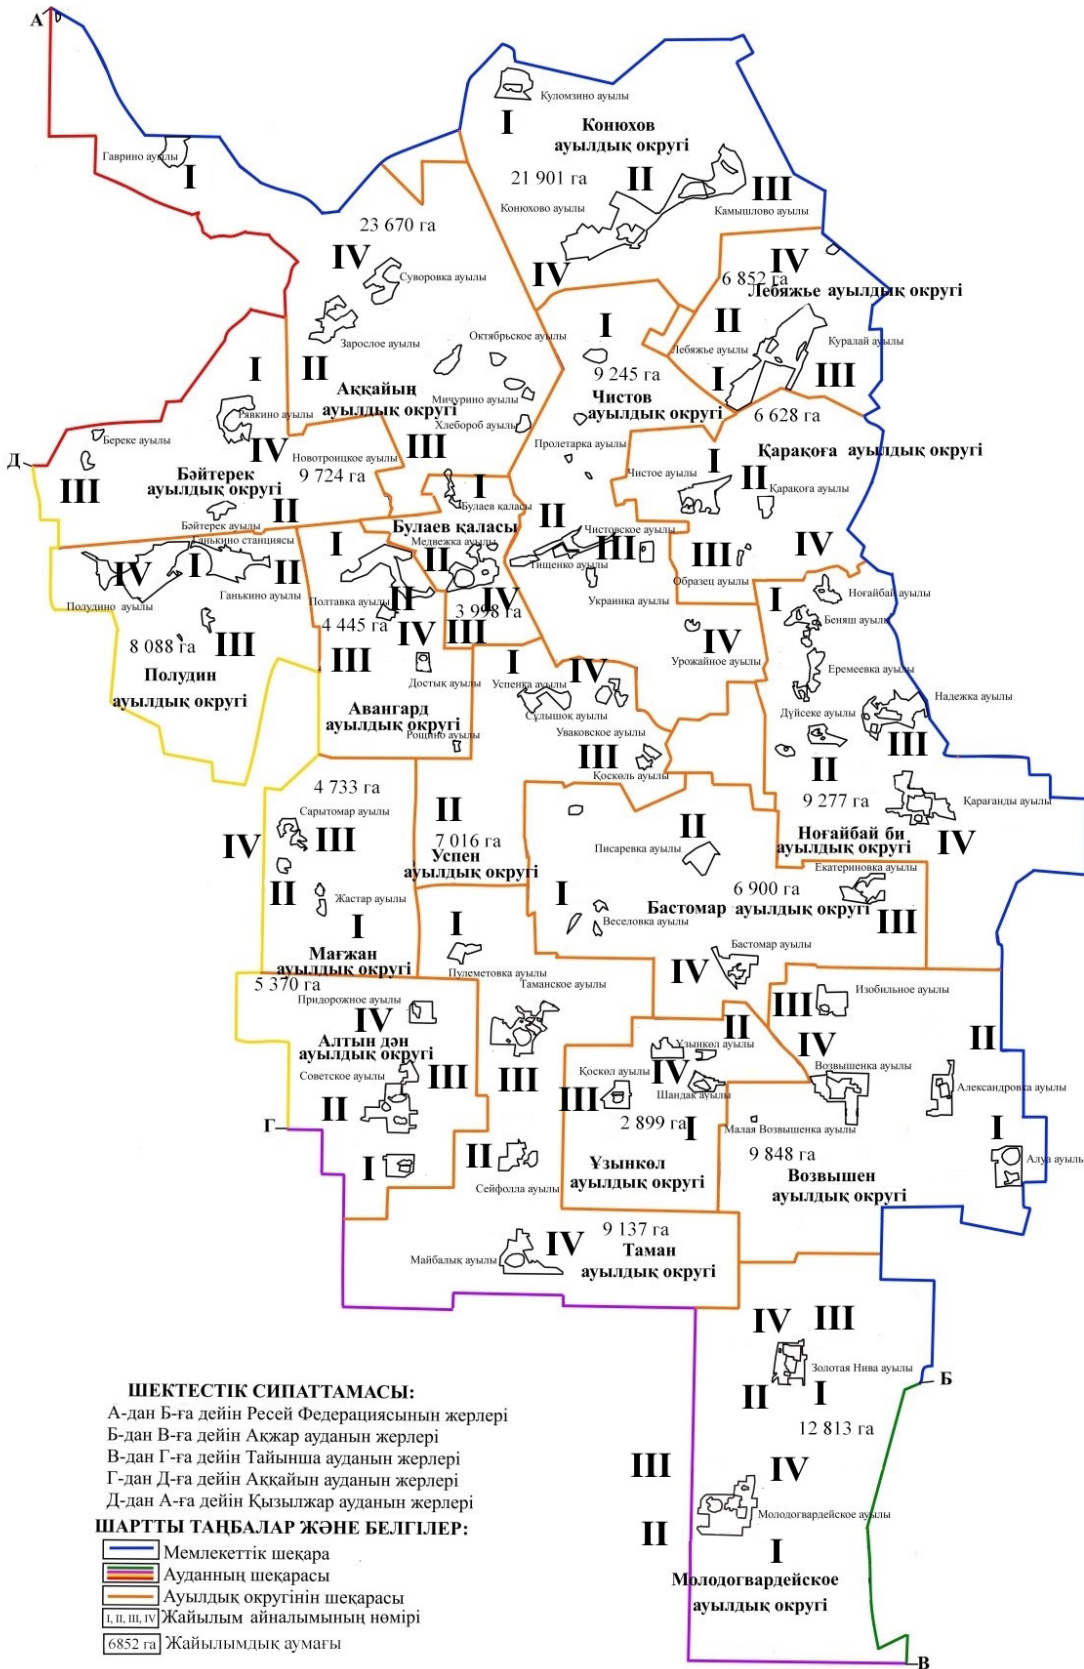 А
Куломзино ауылы
I
Конюхов
ауылдық округі
Гаврино ауылы
I
21 901 га
II
III
Конюхово ауылы
Камышлово ауылы
23 670 га
IV
Суворовка ауылы
IV
IV
6 852 га
Лебяжье ауылдық округі
Зарослое ауылы
Октябрьское ауылы
I
II
Лебяжье ауылы
Куралай ауылы
I
II
9 245 га
I
III
Аққайың
ауылдық округі
Мичурино ауылы
Чистов
ауылдық округі
6 628 га
Рявкино ауылы
Хлебороб ауылы
Береке ауылы
IV
Новотроицкое ауылы
III
Пролетарка ауылы
Қарақоға ауылдық округі
Д
Бәйтерек
ауылдық округі
9 724 га
Чистое ауылы
I
II
Қарақоға ауылы
III
I
Булаев қаласы
Бәйтерек ауылы
II
Булаев қаласы
II
Чистовское ауылы
Ганькино станциясы
I
Медвежка ауылы
II
III
III
IV
IV
I
II
Тищенко ауылы
Образец ауылы
Полудино ауылы
Ганькино ауылы
Полтавка ауылы
II
IV
Украинка ауылы
I
Ноғайбай ауылы
8 088 га
III
4 445 га
3 998 га
Беняш ауылы
IV
III
IV
Урожайное ауылы
Полудин
ауылдық округі
III
Достық ауылы
I
Успенка ауылы
IV
Еремеевка ауылы
Надежка ауылы
Авангард
ауылдық округі
Сұлышок ауылы
Дүйсеке ауылы
Рощино ауылы
Уваковское ауылы
III
III
Қоскөль ауылы
II
4 733 га
9 277 га
Қарағанды ауылы
Сарытомар ауылы
II
IV
III
7 016 га
II
Ноғайбай би
ауылдық округі
IV
Писаревка ауылы
Успен
ауылдық округі
Екатериновка ауылы
II
Жастар ауылы
6 900 га
I
Бастомар ауылдық округі
I
I
Веселовка ауылы
III
Мағжан
ауылдық округі
Бастомар ауылы
Пулеметовка ауылы
IV
5 370 га
Таманское ауылы
Придорожное ауылы
III
Изобильное ауылы
IV
II
II
Алтын дән
ауылдық округі
Ұзынкөл ауылы
IV
Советское ауылы
III
III
Қоскөл ауылы
IV
Возвышенка ауылы
II
III
Шандак ауылы
Александровка ауылы
Г
2 899 га
I
Малая Возвышенка ауылы
I
I
II
9 848 га
Алуа ауылы
Сейфолла ауылы
Ұзынкөл
ауылдық округі
Возвышен
ауылдық округі
9 137 га
Майбалық ауылы
IV
Таман
ауылдық округі
IV
III
Золотая Нива ауылы
Б
II
I
12 813 га
III
IV
Молодогвардейское ауылы
II
I
Молодогвардейское
ауылдық округі
В
ШЕКТЕСТІК СИПАТТАМАСЫ:
А-дан Б-ға дейін Ресей Федерациясынын жерлері
Б-дан В-ға дейін Ақжар ауданын жерлері
В-дан Г-ға дейін Тайынша ауданын жерлері
Г-дан Д-ға дейін Аққайын ауданын жерлері
Д-дан А-ға дейін Қызылжар ауданын жерлері
ШАРТТЫ ТАҢБАЛАР ЖӘНЕ БЕЛГІЛЕР:
Мемлекеттік шеқара
Ауданның шеқарасы
Ауылдық округінін шеқарасы
I, II, III, IV Жайылым айналымының нөмірі
6852 га Жайылымдық аумағы